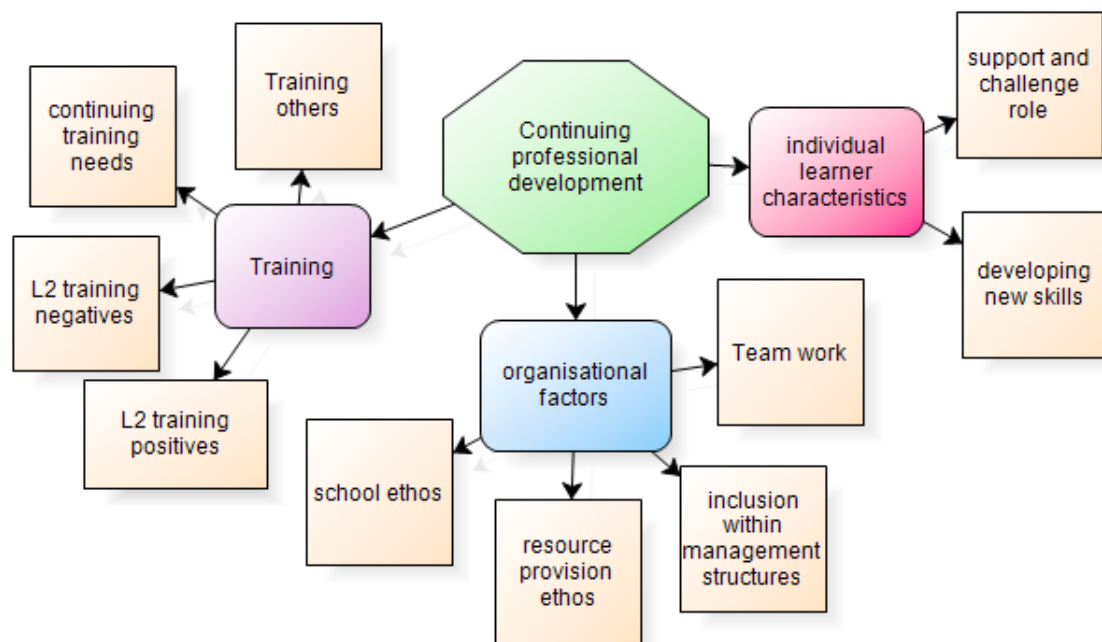 Training
others
continuing
training
needs
Training
L2 training
negatives
L2 training
positives
Continuing
professional
development
individual
learner
characteristics
support and
challenge
role
developing
new skills
organisational
factors
Team work
school ethos
resource
provision
ethos
inclusion
within
management
structures